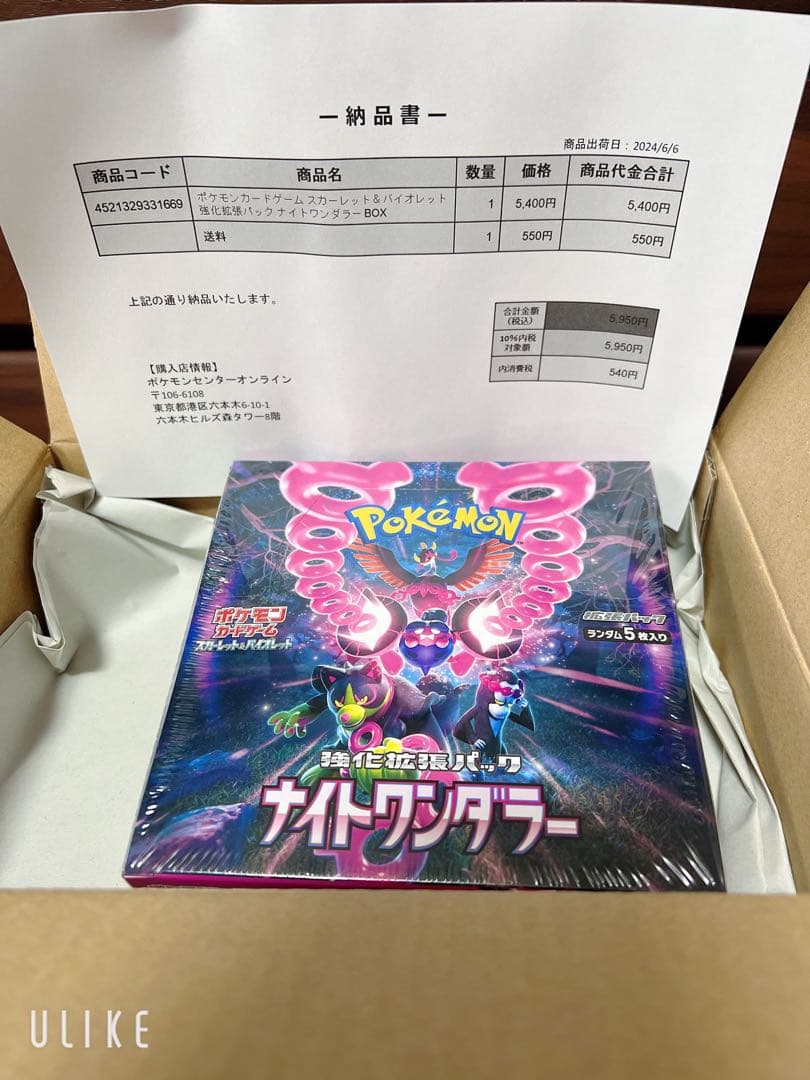 ー納品書ー
商品出荷日：2024/6/6
商品コード 商品名 数量 価格 商品代金合計
4521329331669 ポケモンカードゲーム スカーレット＆バイオレット 1 5,400円 5,400円
強化拡張パック ナイトワンダラー BOX
送料 1 550円 550円
上記の通り納品いたします。
合計金額
（税込） 5,950円
10％内税
対象額 5,950円
内消費税 540円
【購入店情報】
ポケモンセンターオンライン
〒106-6108
東京都港区六本木6-10-1
六本木ヒルズ森タワー8階
POKéMON
ポケモン
カードゲーム
スカーレット&バイオレット
拡張パック
ランダム5枚入り
強化拡張パック
ナイトワンダラー
ULIKE